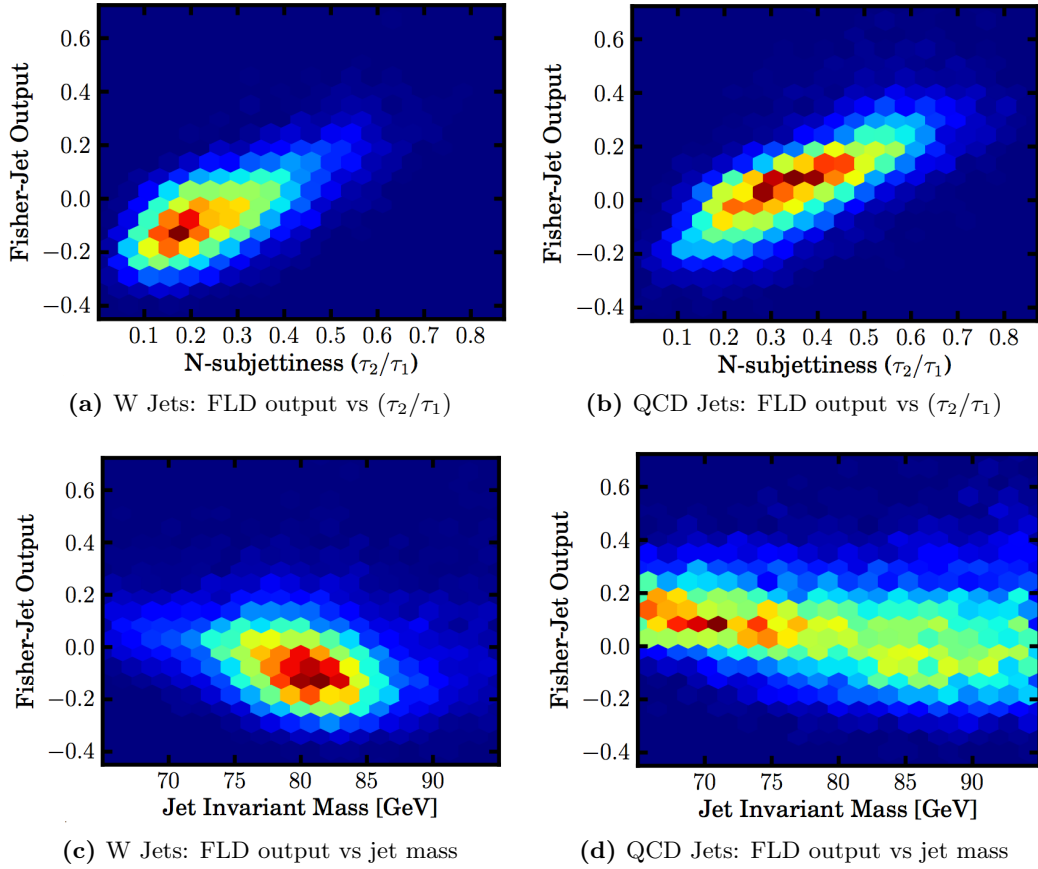 0.6
0.4
0.2
0.0
−0.2
−0.4
Fisher-Jet Output
0.1 0.2 0.3 0.4 0.5 0.6 0.7 0.8
N-subjettiness (τ2/τ1)
(a) W Jets: FLD output vs (τ2/τ1)
0.6
0.4
0.2
0.0
−0.2
−0.4
Fisher-Jet Output
0.1 0.2 0.3 0.4 0.5 0.6 0.7 0.8
N-subjettiness (τ2/τ1)
(b) QCD Jets: FLD output vs (τ2/τ1)
0.6
0.4
0.2
0.0
−0.2
−0.4
Fisher-Jet Output
70 75 80 85 90
Jet Invariant Mass [GeV]
(c) W Jets: FLD output vs jet mass
0.6
0.4
0.2
0.0
−0.2
−0.4
Fisher-Jet Output
70 75 80 85 90
Jet Invariant Mass [GeV]
(d) QCD Jets: FLD output vs jet mass